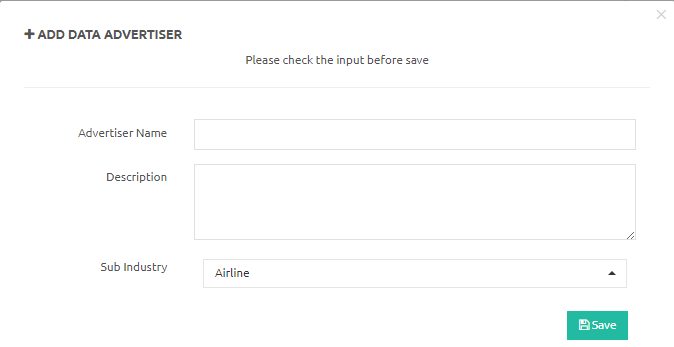 ×
+ ADD DATA ADVERTISER
Please check the input before save
Advertiser Name
Description
Sub Industry
Airline
Save